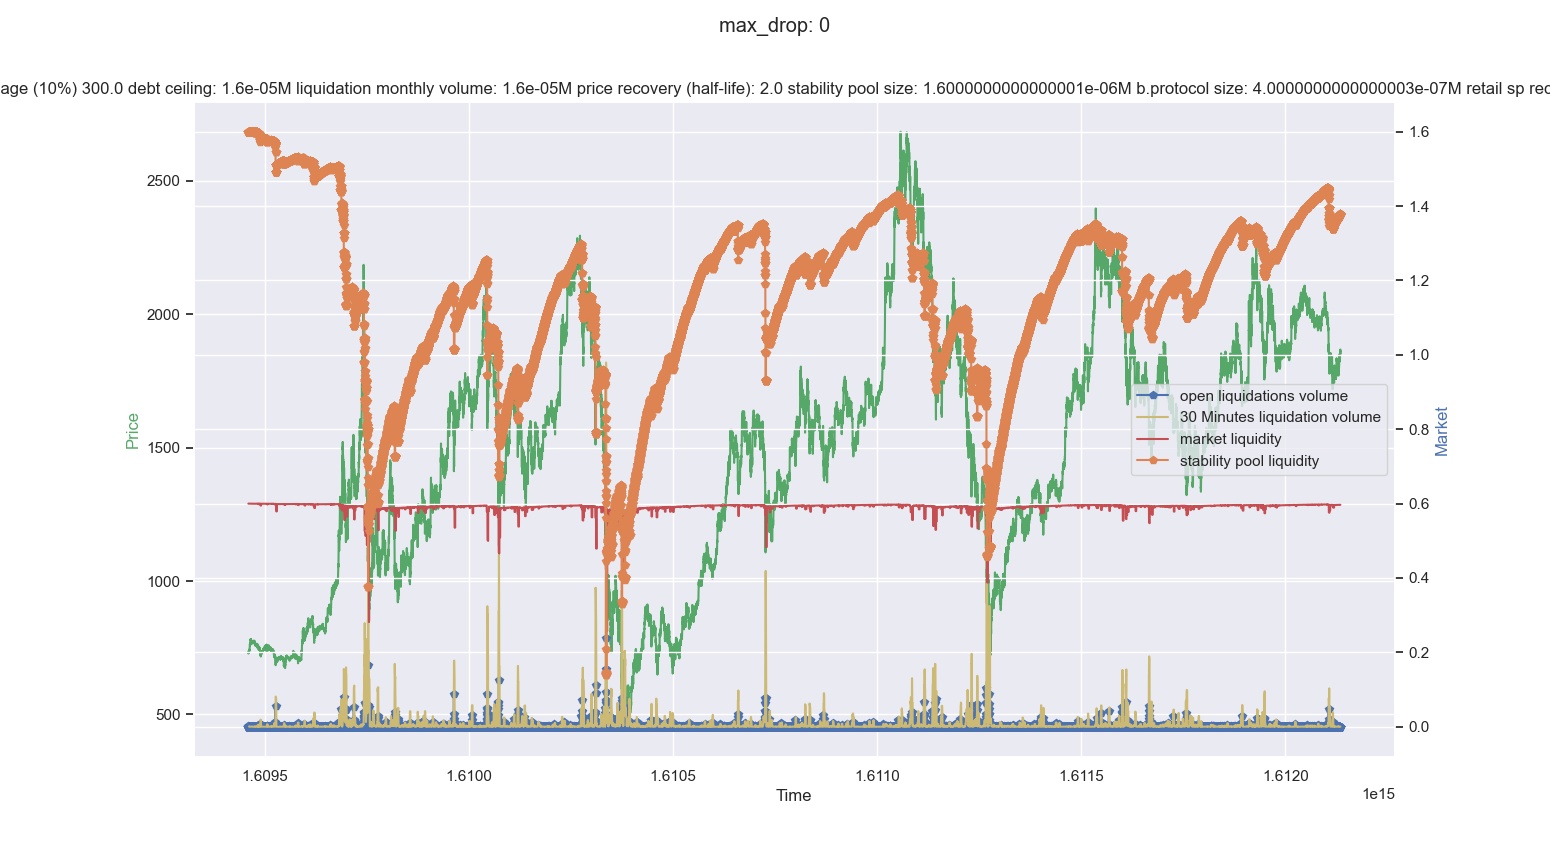 max_drop: 0
age (10%) 300.0 debt ceiling: 1.6e-05M liquidation monthly volume: 1.6e-05M price recovery (half-life): 2.0 stability pool size: 1.6000000000000001e-06M b.protocol size: 4.0000000000000003e-07M retail sp rec
2500
2000
1500
1000
500
Price
1.6
1.4
1.2
1.0
0.8
0.6
0.4
0.2
0.0
Market
open liquidations volume
30 Minutes liquidation volume
market liquidity
stability pool liquidity
1.6095
1.6100
1.6105
1.6110
1.6115
1.6120
1e15
Time